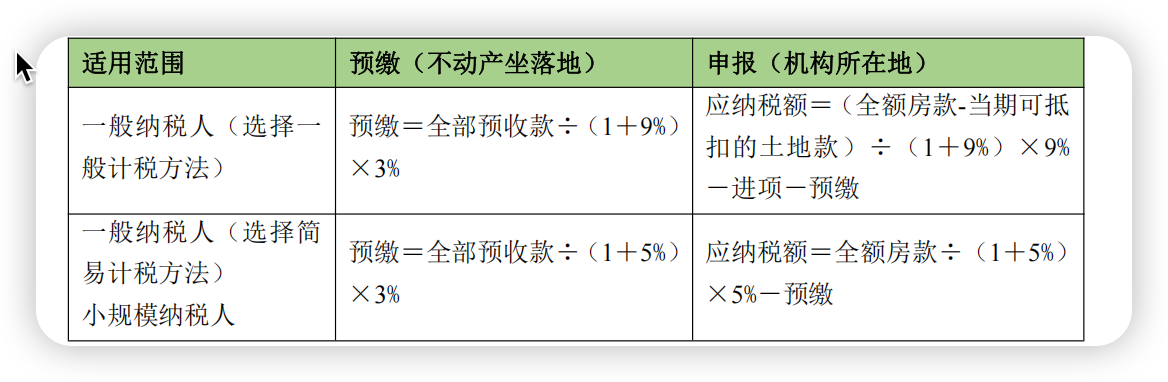 适用范围
预缴（不动产坐落地）
申报（机构所在地）
一般纳税人（选择一
般计税方法）
预缴＝全部预收款÷（1＋9%）
×3%
应纳税额＝（全额房款-当期可抵
扣的土地款）÷（1＋9%）×9%
－进项－预缴
一般纳税人（选择简
易计税方法）
小规模纳税人
预缴＝全部预收款÷（1＋5%）
×3%
应纳税额＝全额房款÷（1＋5%）
×5%－预缴